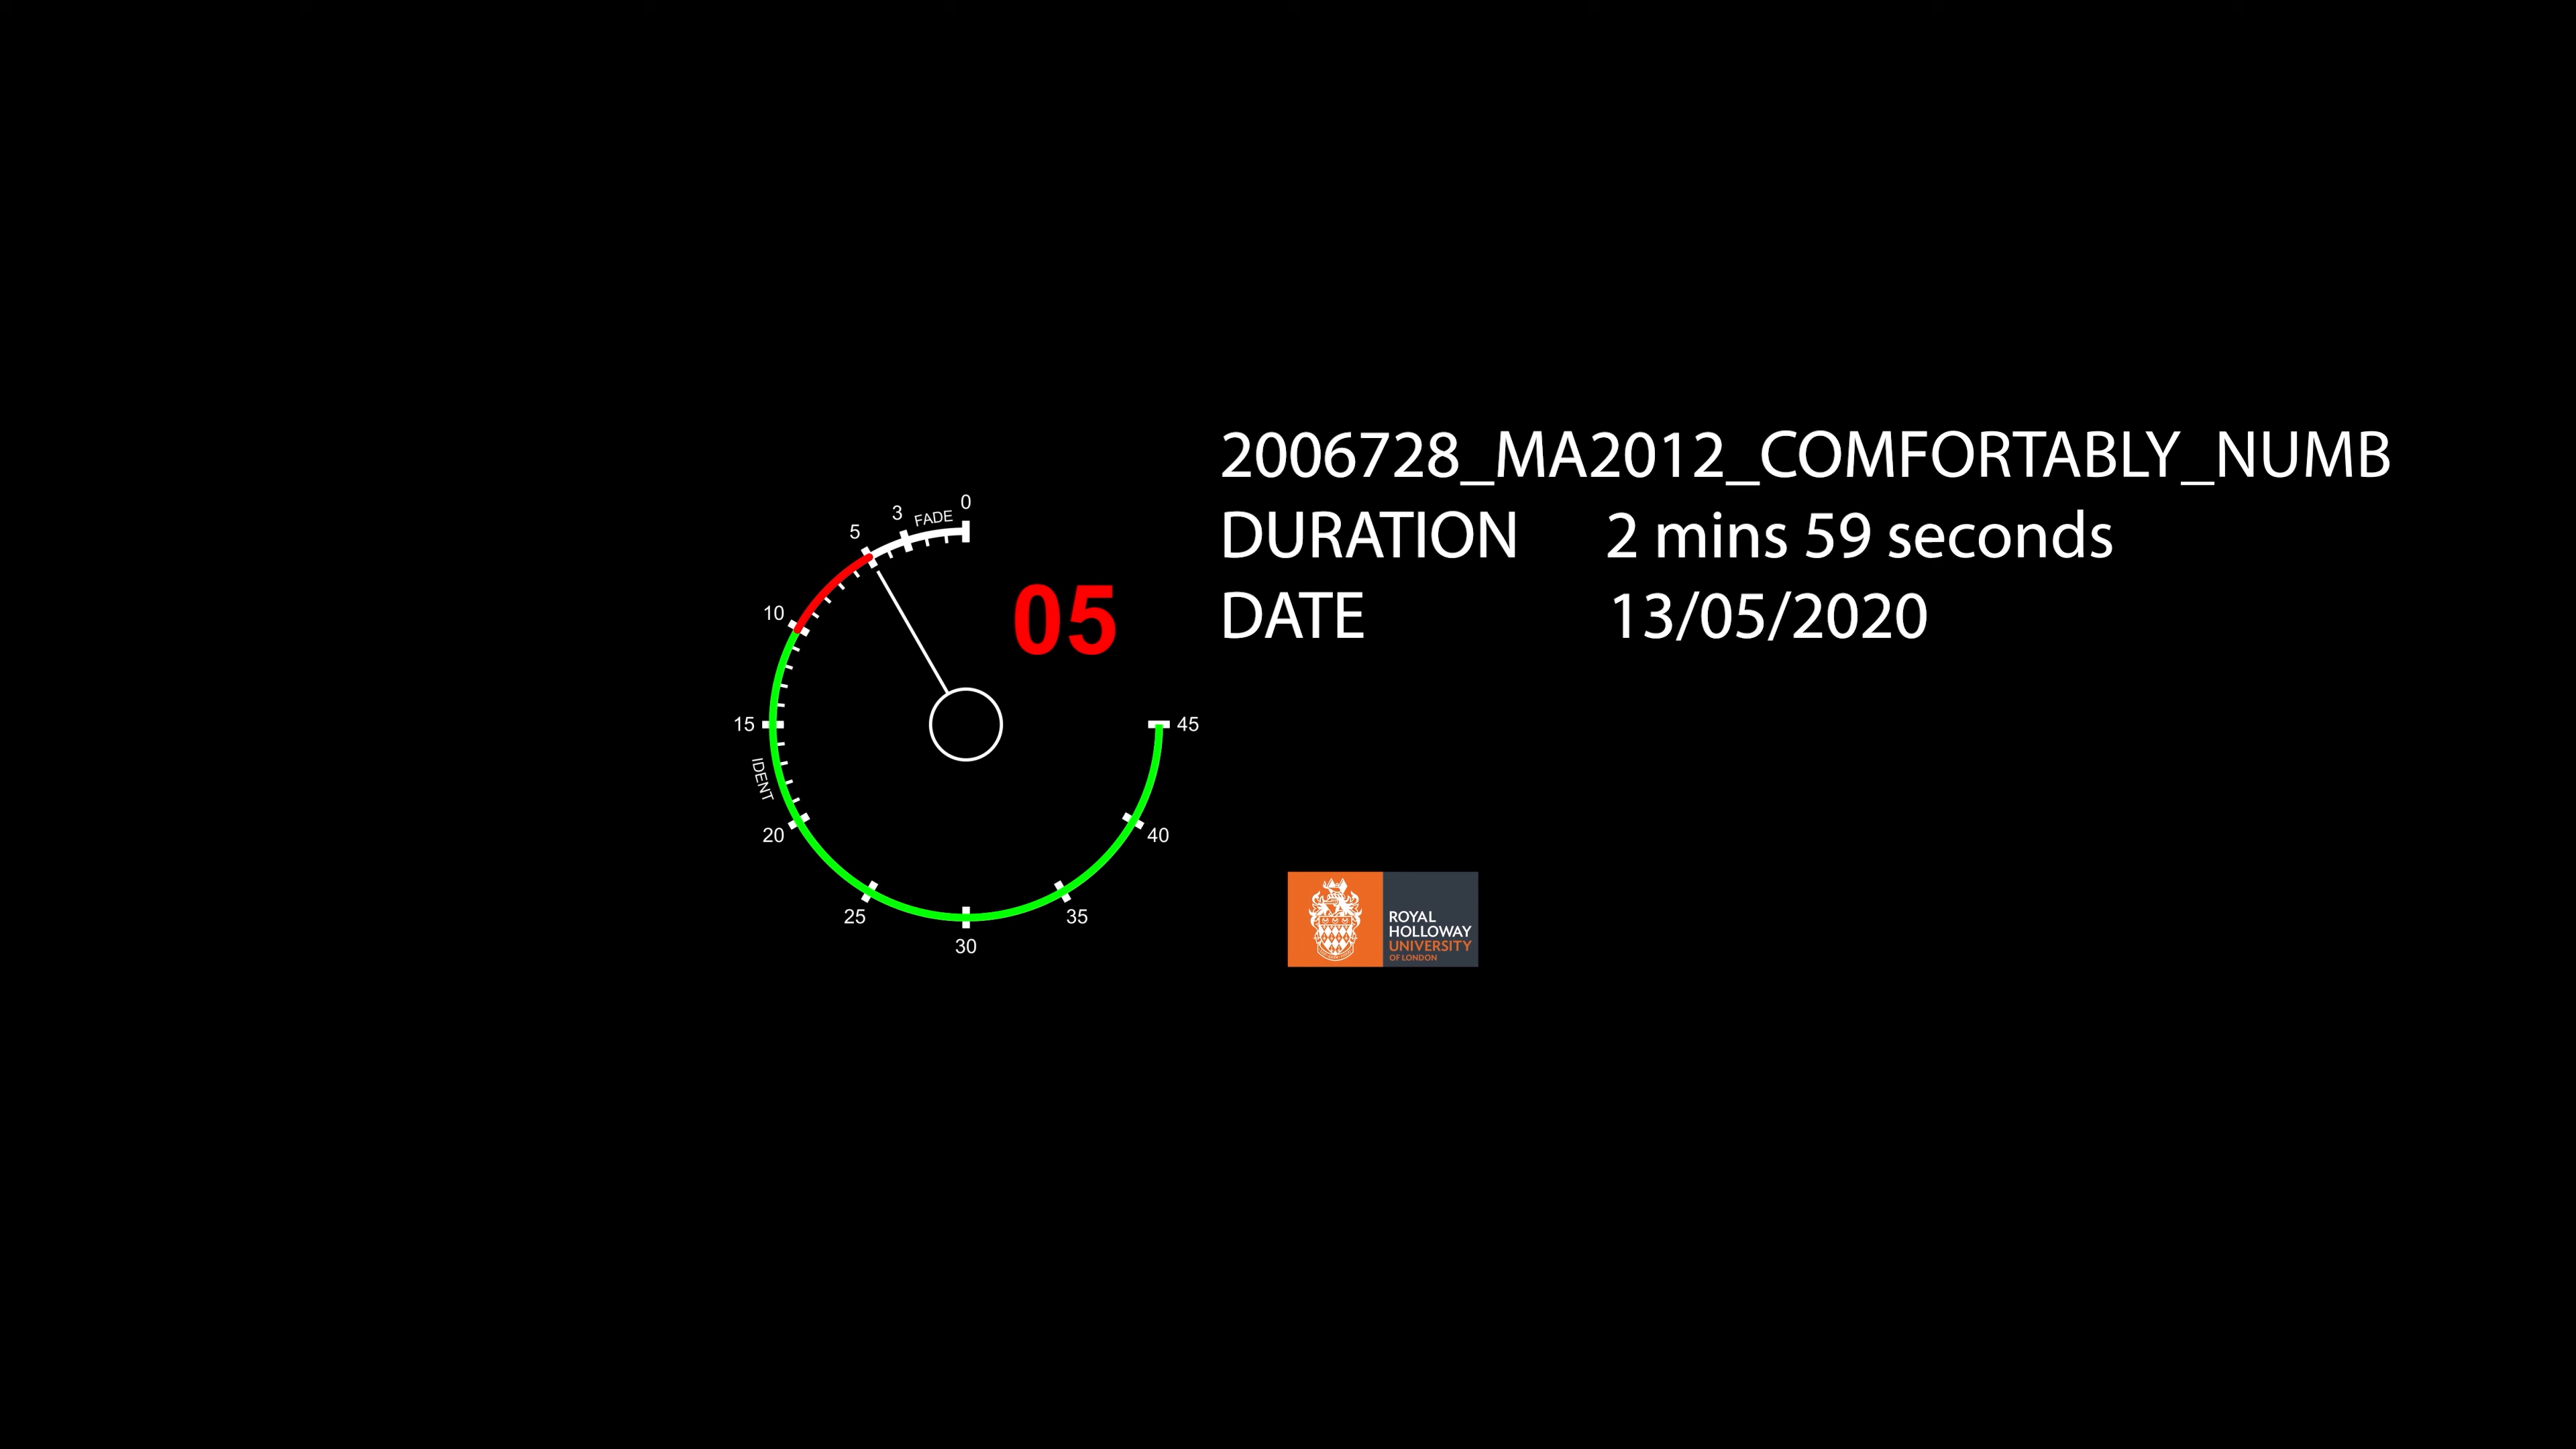 2006728_MA2012_COMFORTABLY_NUMB
DURATION 2 mins 59 seconds
DATE 13/05/2020
0
FADE
3
5
05
10
15
45
IDENT
20
40
25
35
30
ROYAL
HOLLOWAY
UNIVERSITY
OF LONDON